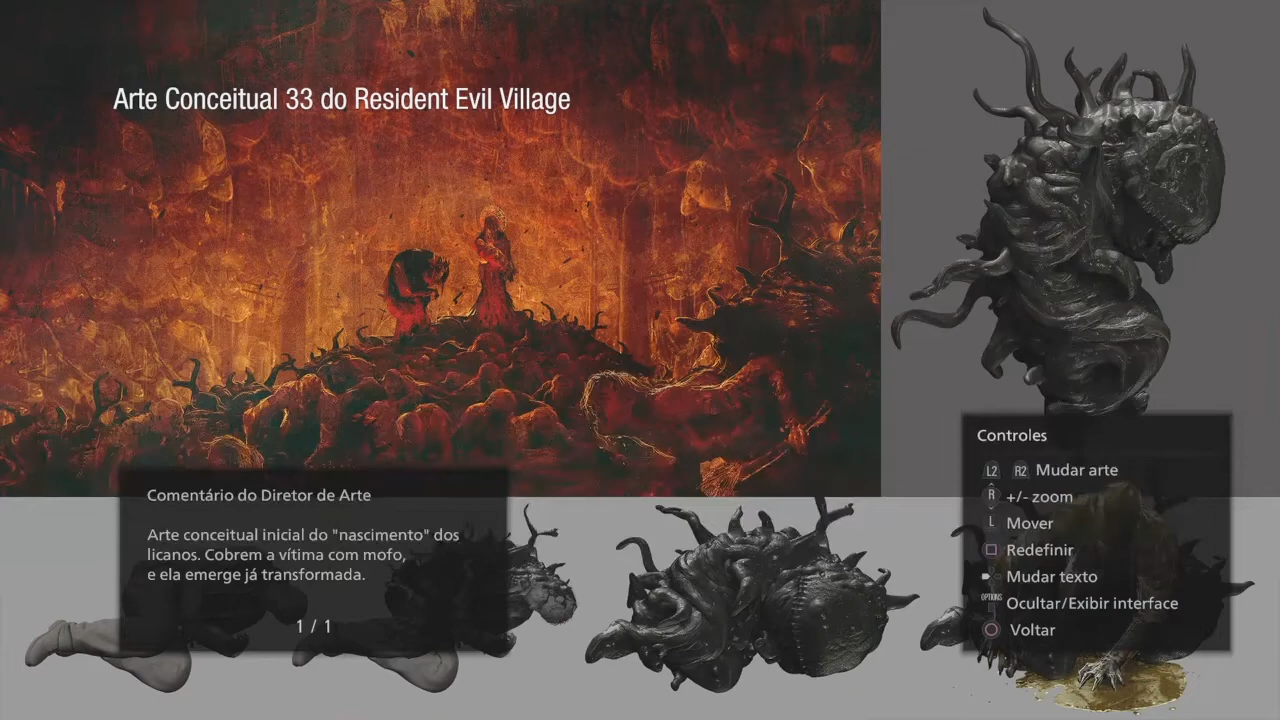 Arte Conceitual 33 do Resident Evil Village
Comentário do Diretor de Arte
Arte conceitual inicial do "nascimento" dos
licanos. Cobrem a vítima com mofo,
e ela emerge já transformada.
1 / 1
Controles
L2 R2 Mudar arte
R +/- zoom
L Mover
Redefinir
Mudar texto
OPTIONS Ocultar/Exibir interface
Voltar